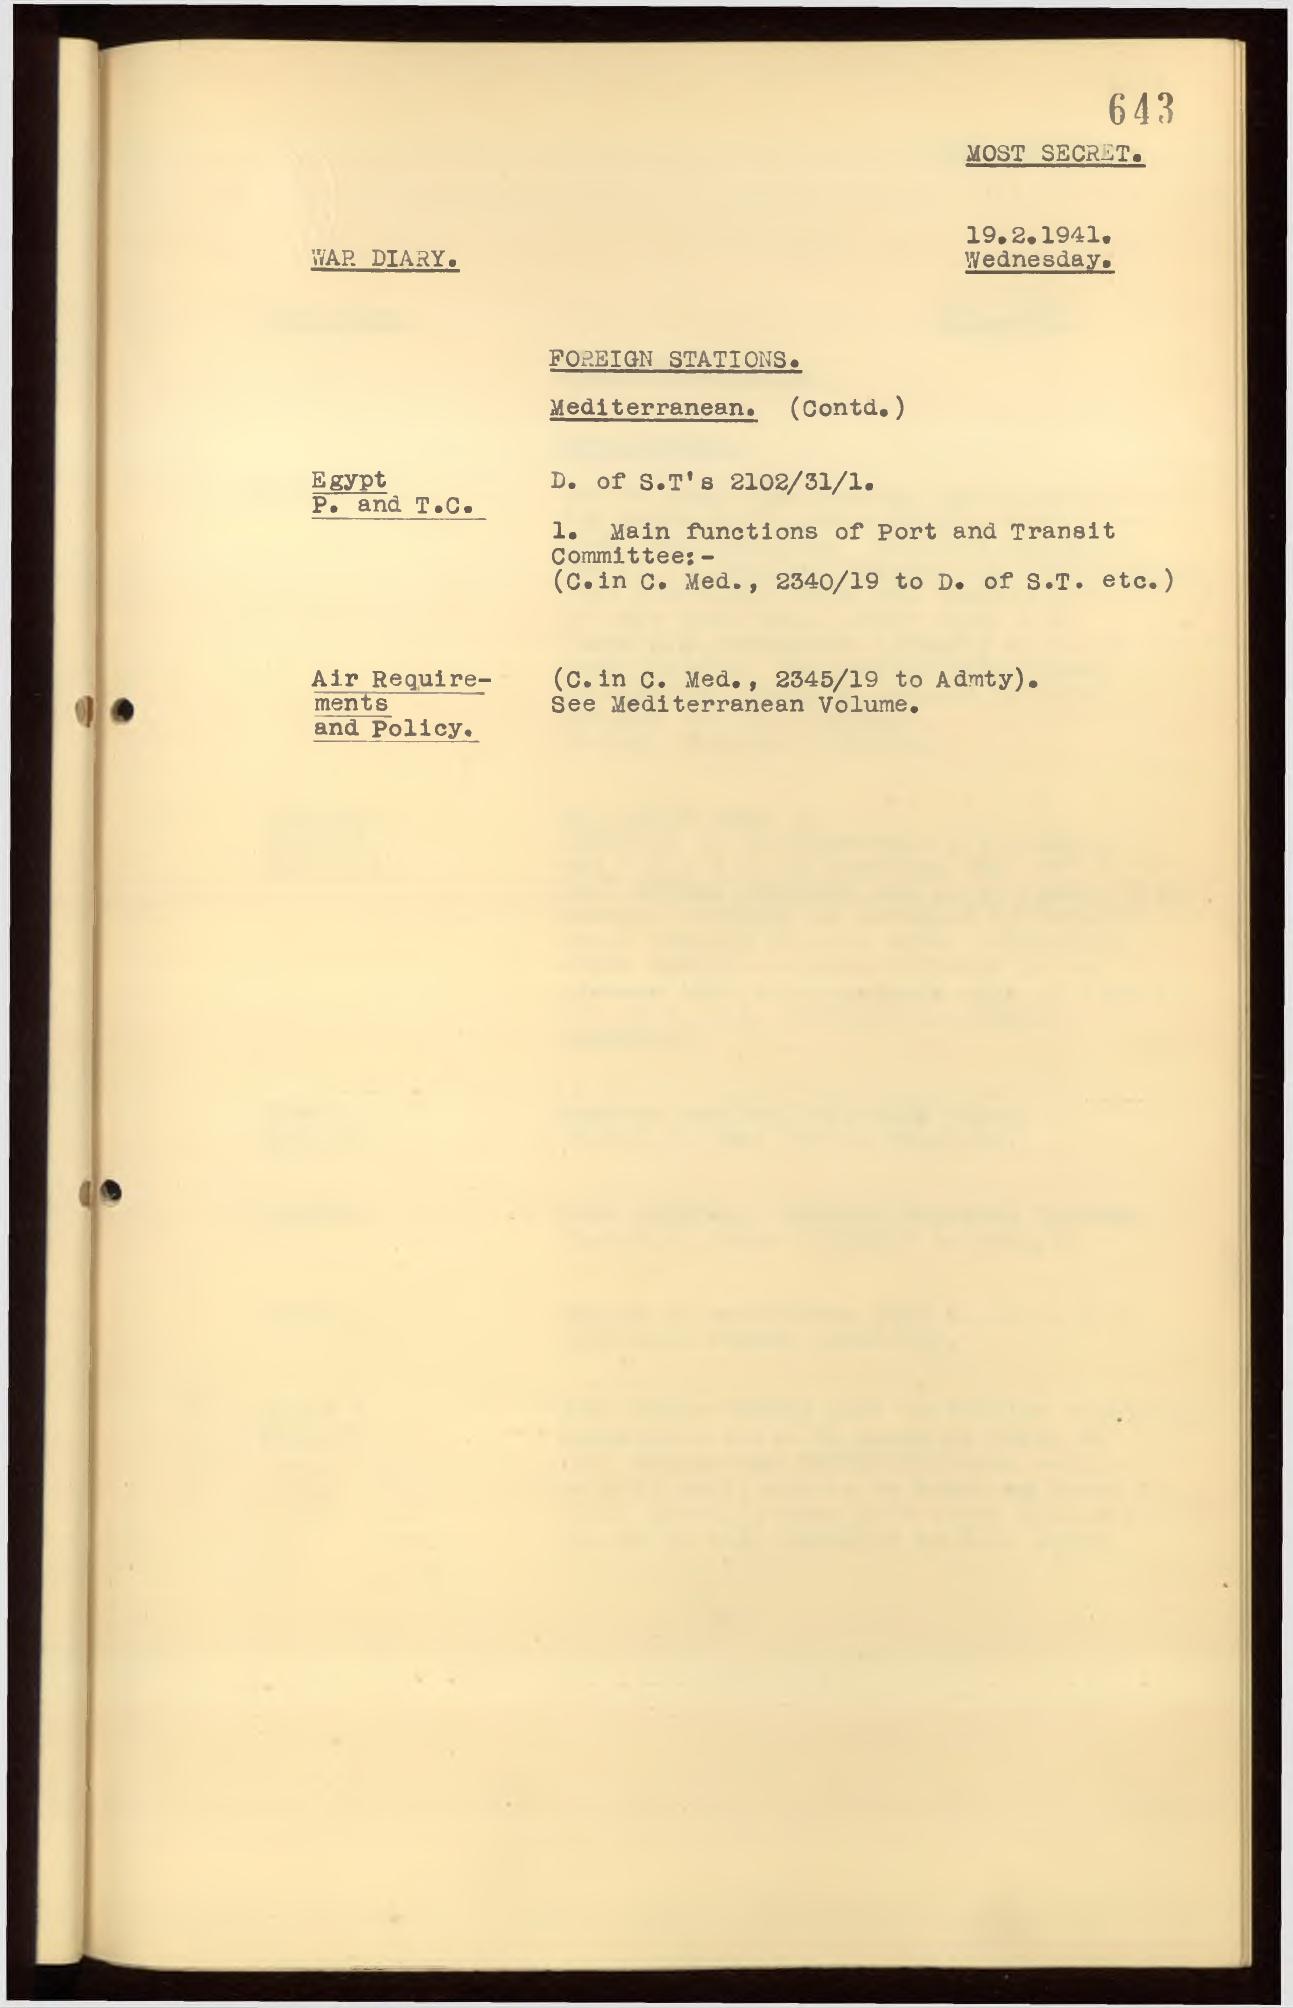 643
MOST SECRET.
19.2.1941.
WAR DIARY.
Wednesday.
FOREIGN STATIONS.
Mediterranean. (Contd.)
Egypt
P. and T.C.
D. of S.T's 2102/31/1.
1. Main functions of Port and Transit
Committee:-
(C.in C. Med., 2340/19 to D. of S.T. etc.)
Air Require-
ments
and Policy.
(C.in C. Med., 2345/19 to Admty).
See Mediterranean Volume.